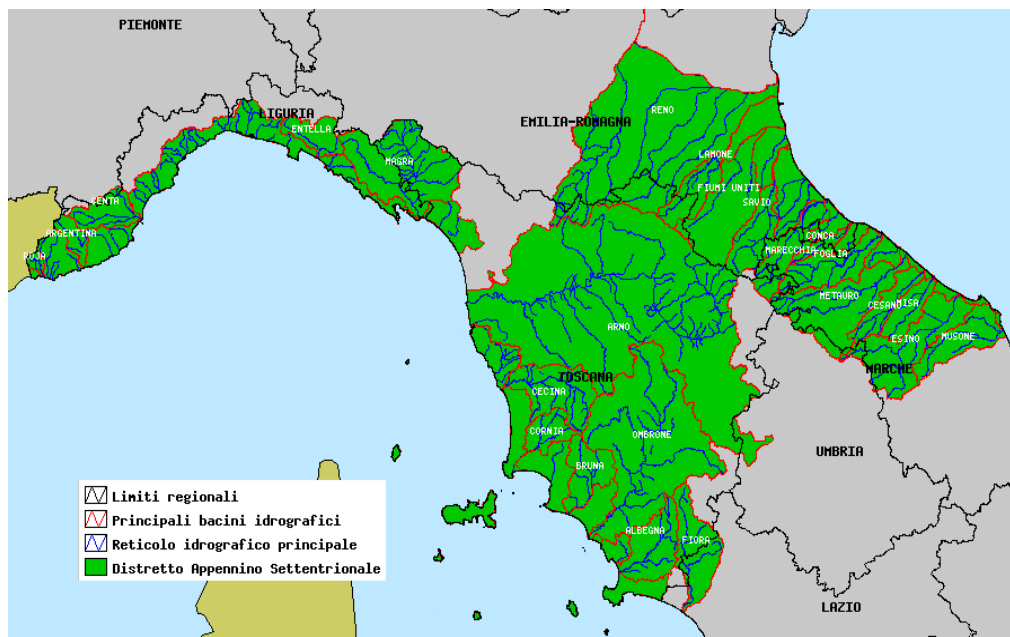 PIEMONTE
LIGURIA
ENTELLA
EMILIA-ROMAGNA
RENO
MAGRA
LAMONE
FIUMI UNITI
SAVIO
CENTA
ARGENTINA
ROJA
CONCA
MARECCHIA
FOGLIA
METAURO
CESANO
MISA
ESINO
MUSONE
MARCHE
ARNO
TOSCANA
CECINA
CORNIA
OMBRONE
BRUNA
UMBRIA
ALBEGNA
FIORA
LAZIO
Limiti regionali
Principali bacini idrografici
Reticolo idrografico principale
Distretto Appennino Settentrionale